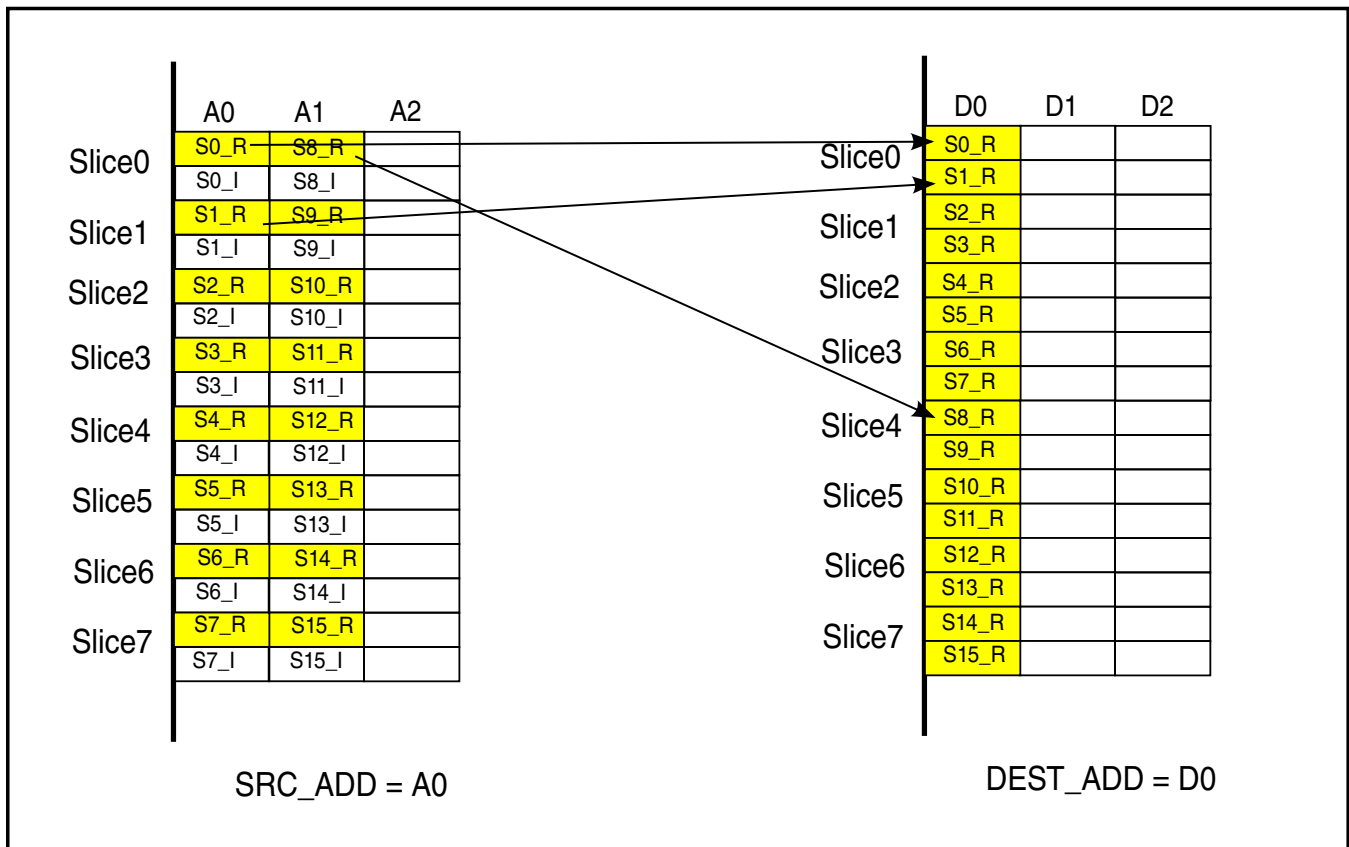 A0 A1 A2
Slice0 S0_R S8_R
S0_I S8_I
Slice1 S1_R S9_R
S1_I S9_I
Slice2 S2_R S10_R
S2_I S10_I
Slice3 S3_R S11_R
S3_I S11_I
Slice4 S4_R S12_R
S4_I S12_I
Slice5 S5_R S13_R
S5_I S13_I
Slice6 S6_R S14_R
S6_I S14_I
Slice7 S7_R S15_R
S7_I S15_I
SRC_ADD = A0
D0 D1 D2
Slice0 S0_R
S1_R
Slice1 S2_R
S3_R
Slice2 S4_R
S5_R
Slice3 S6_R
S7_R
Slice4 S8_R
S9_R
Slice5 S10_R
S11_R
Slice6 S12_R
S13_R
Slice7 S14_R
S15_R
DEST_ADD = D0